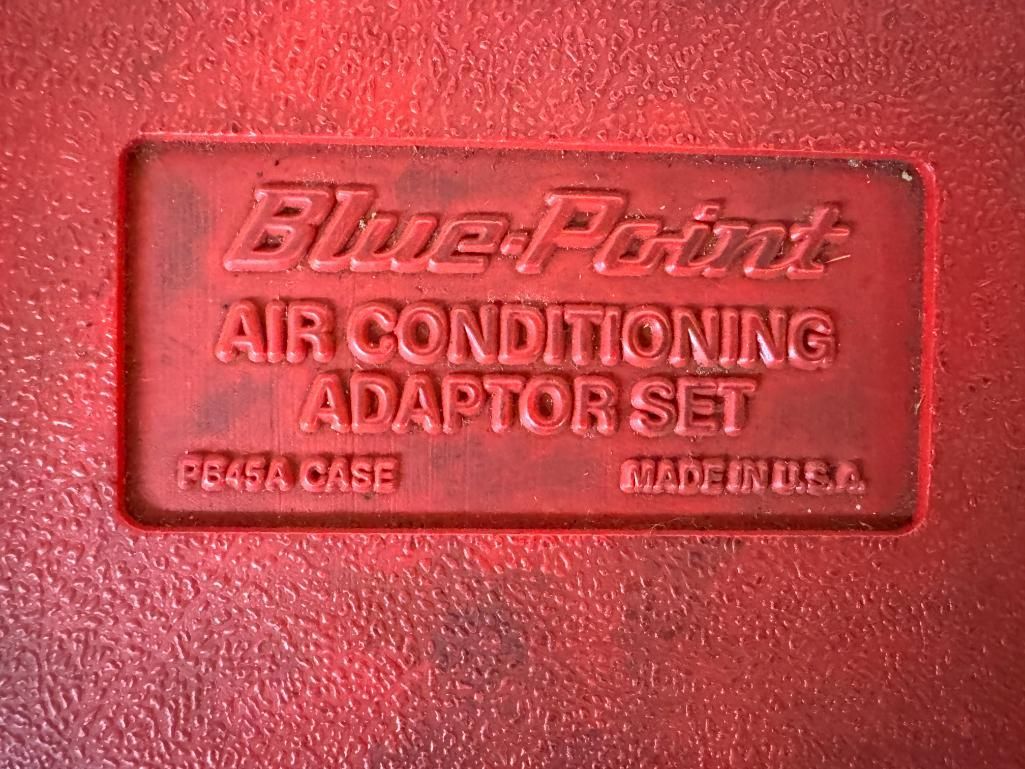 Blue-Point
AIR CONDITIONING
ADAPTOR SET
PB45A CASE MADE IN U.S.A.